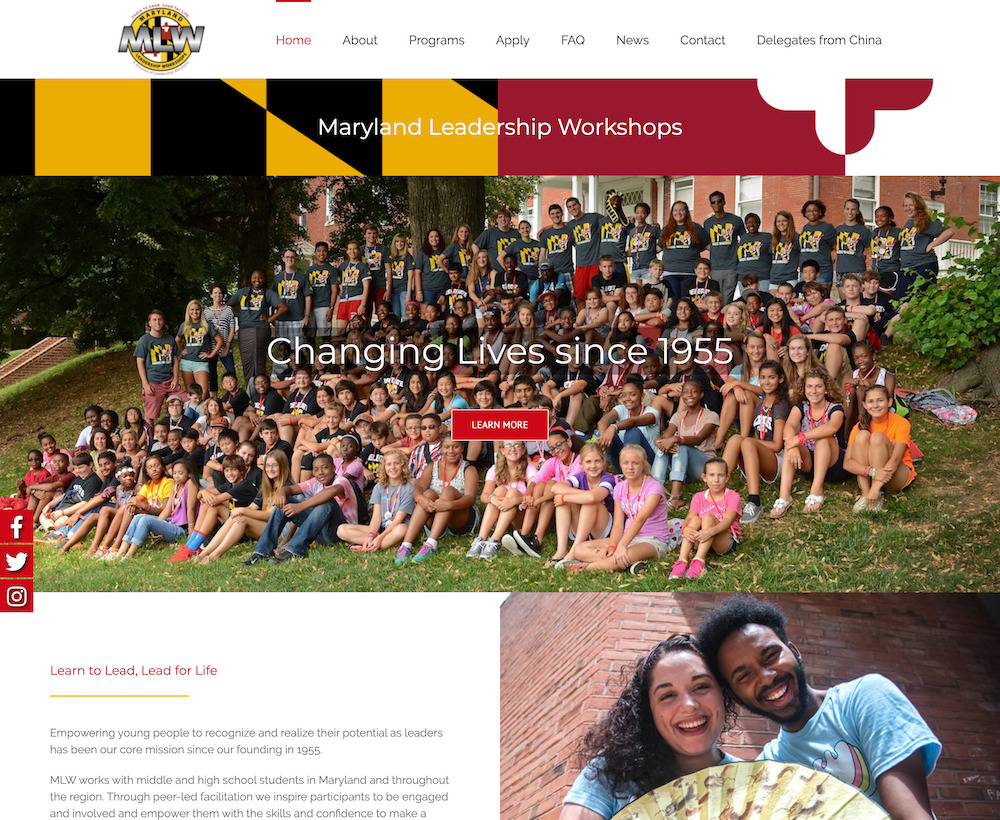 MARYLAND
MLW
LEADERSHIP WORKSHOPS
Home
About
Programs
Apply
FAQ
News
Contact
Delegates from China
Maryland Leadership Workshops
Changing Lives since 1955
LEARN MORE
Learn to Lead, Lead for Life
Empowering young people to recognize and realize their potential as leaders
has been our core mission since our founding in 1955.
MLW works with middle and high school students in Maryland and throughout
the region. Through peer-led facilitation we inspire participants to be engaged
and involved and empower them with the skills and confidence to make a